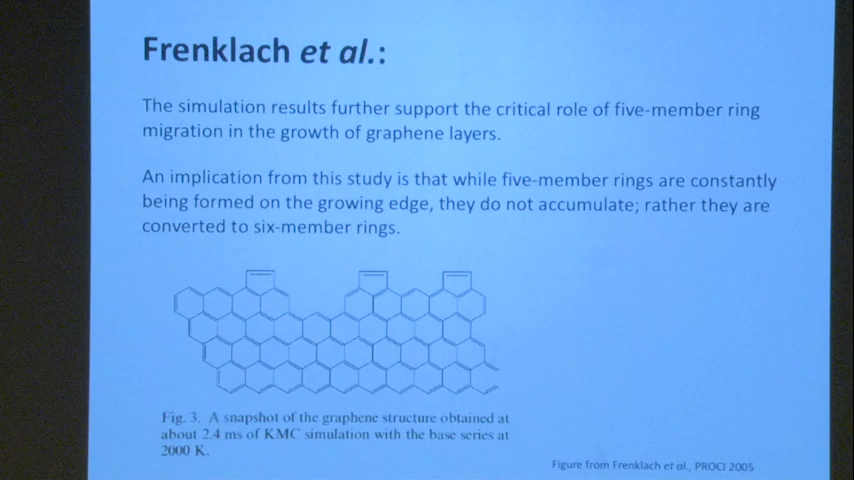 Frenklach et al.:
The simulation results further support the critical role of five-member ring
migration in the growth of graphene layers.
An implication from this study is that while five-member rings are constantly
being formed on the growing edge, they do not accumulate; rather they are
converted to six-member rings.
Fig. 3. A snapshot of the graphene structure obtained at
about 2.4 ms of KMC simulation with the base series at
2000 K.
Figure from Frenklach et al., PROCI 2005